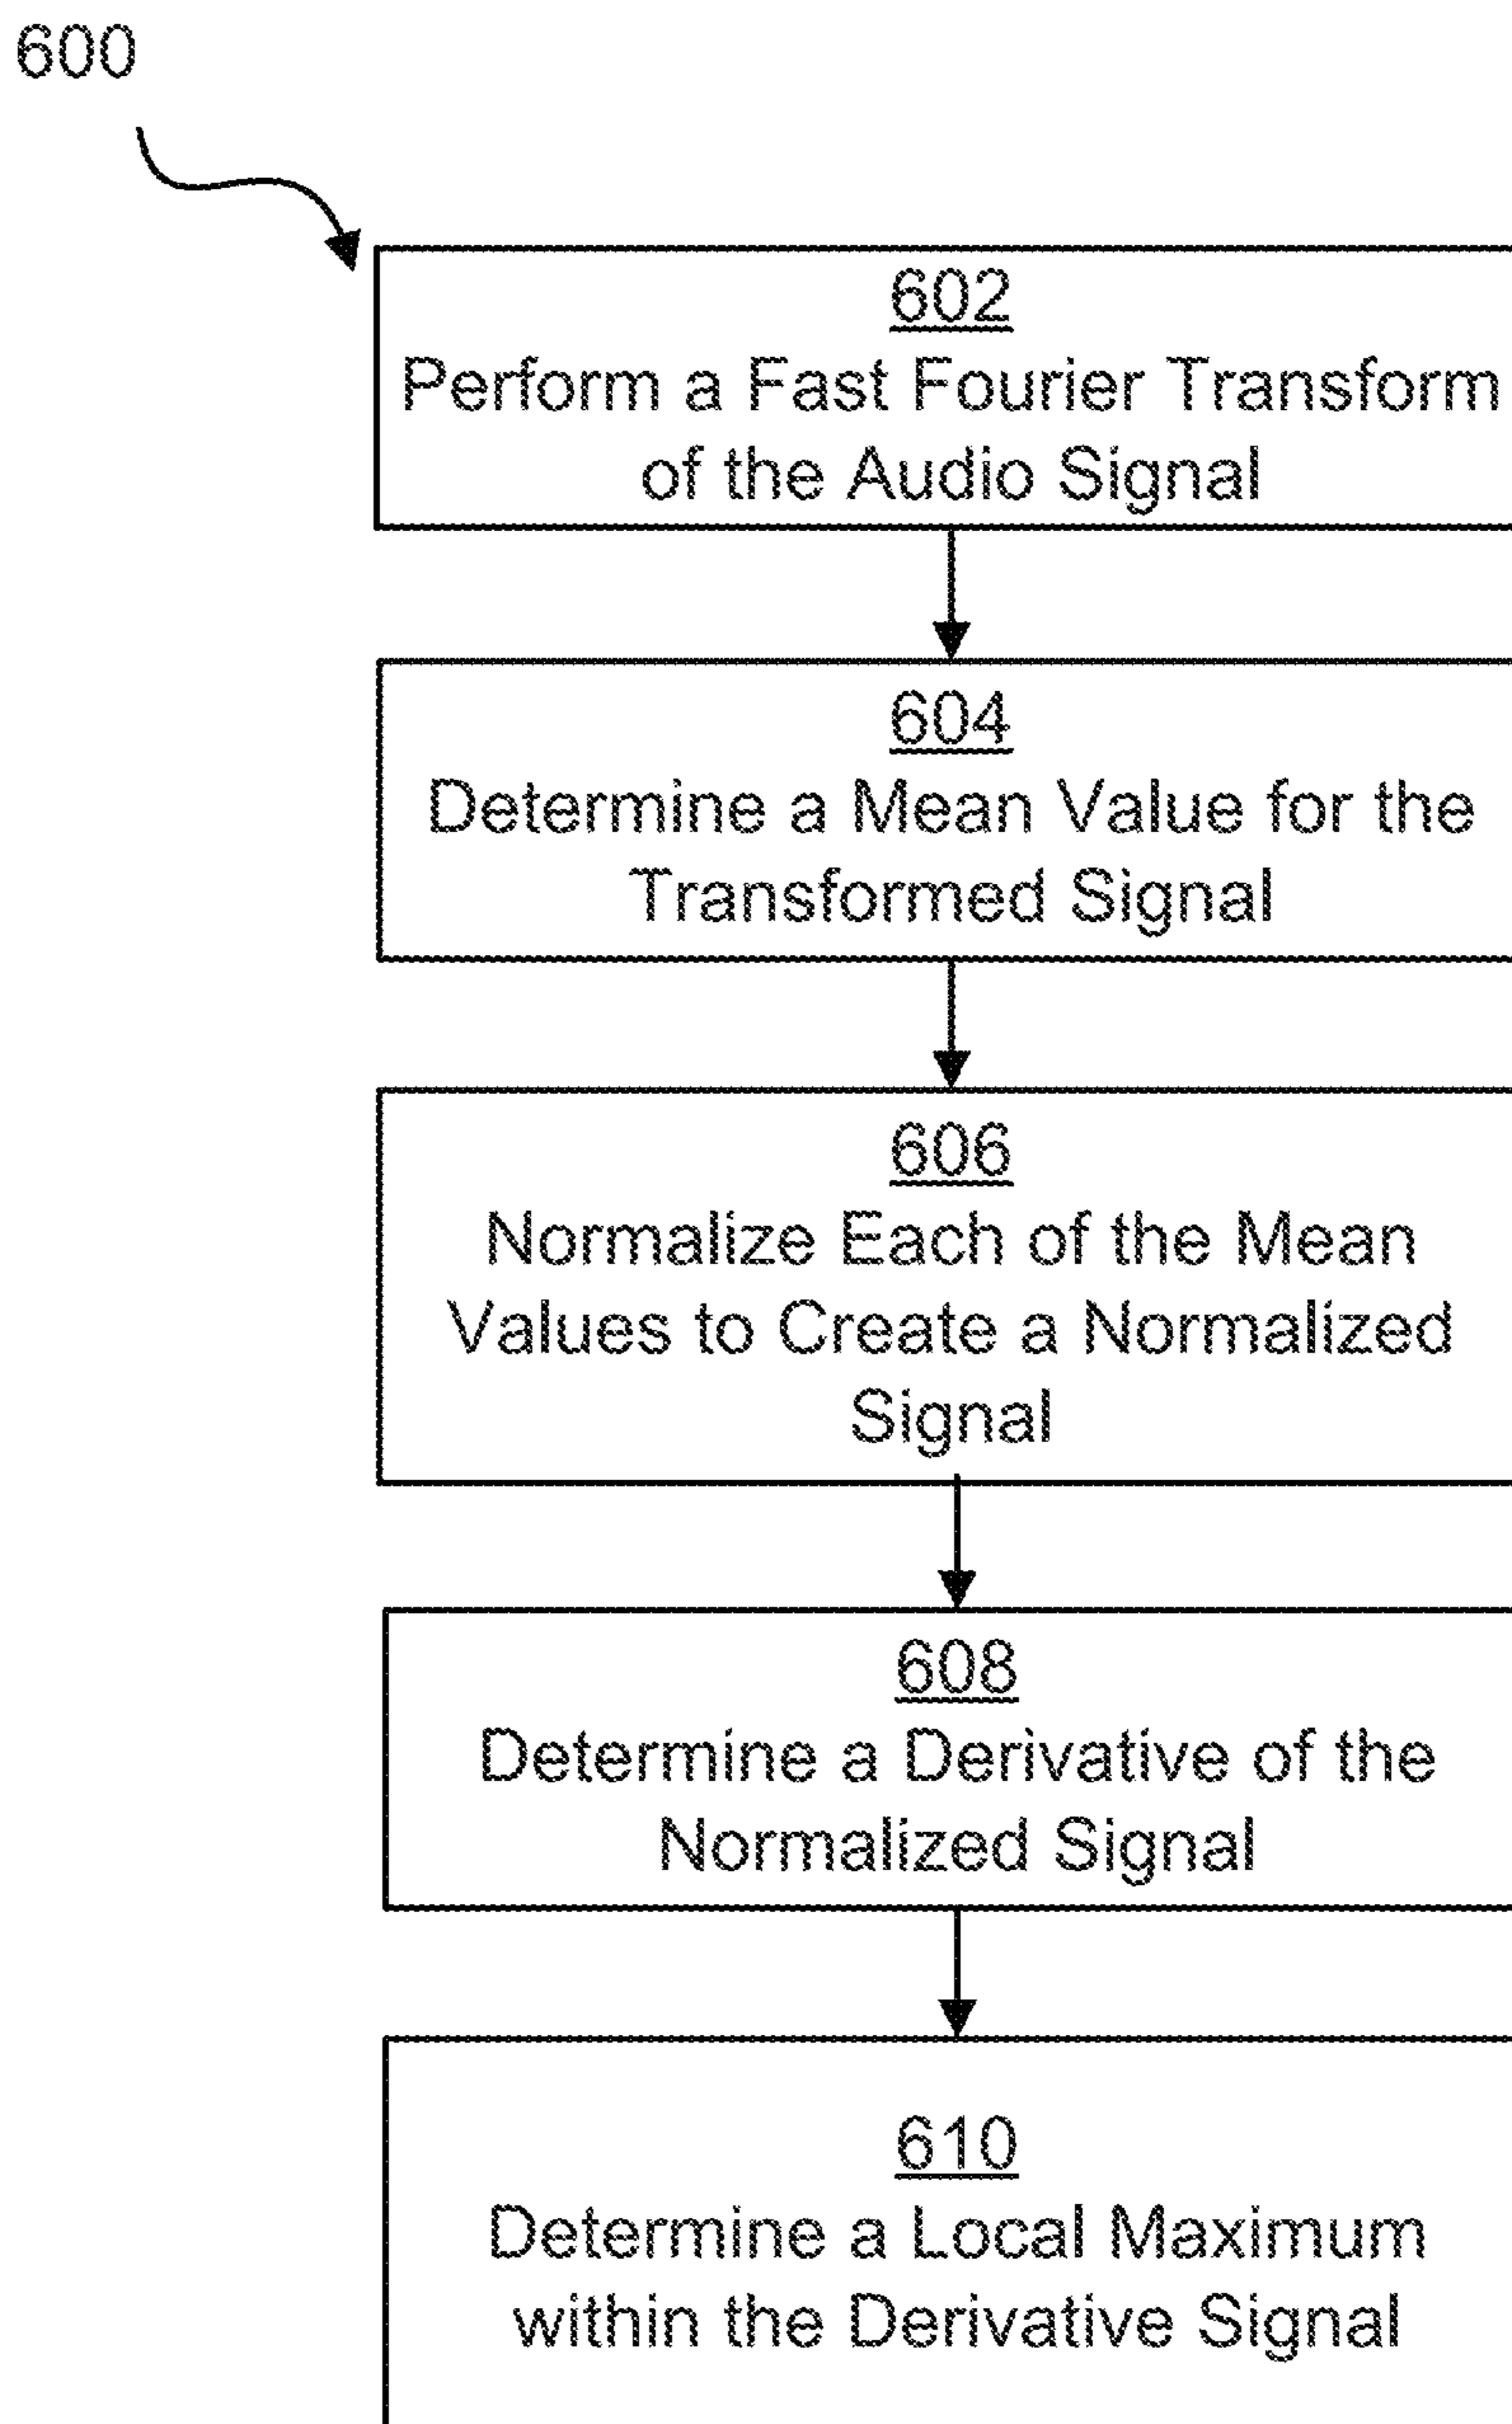 600
602
Perform a Fast Fourier Transform
of the Audio Signal
604
Determine a Mean Value for the
Transformed Signal
606
Normalize Each of the Mean
Values to Create a Normalized
Signal
608
Determine a Derivative of the
Normalized Signal
610
Determine a Local Maximum
within the Derivative Signal